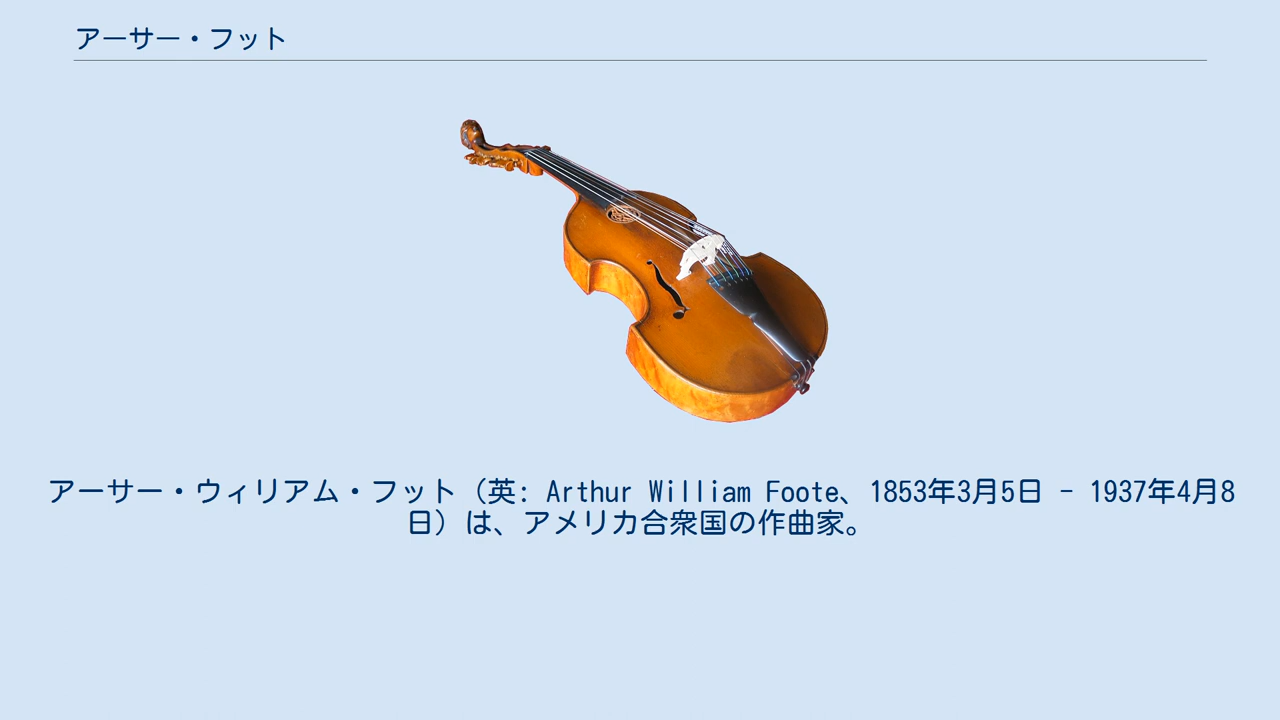 アーサー・フット
アーサー・ウィリアム・フット（英: Arthur William Foote、1853年3月5日 - 1937年4月8
日）は、アメリカ合衆国の作曲家。